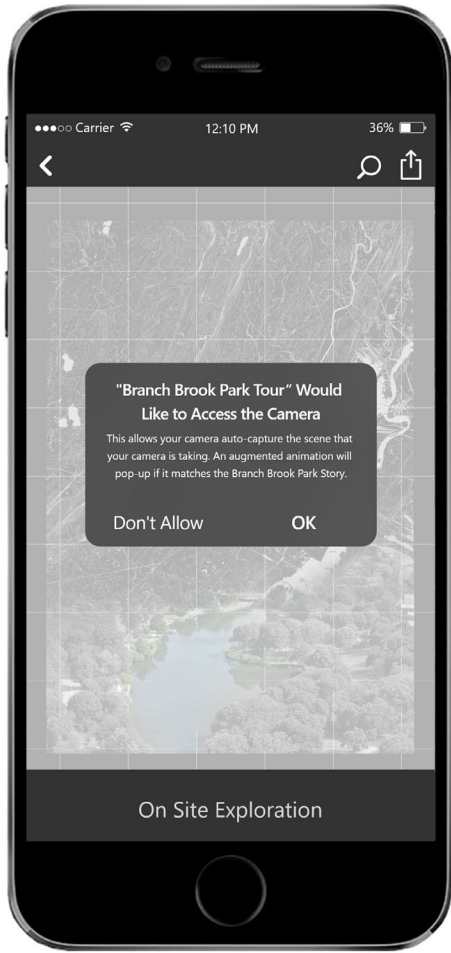 Carrier 12:10 PM 36%
"Branch Brook Park Tour“ Would
Like to Access the Camera
This allows your camera auto-capture the scene that
your camera is taking. An augmented animation will
pop-up if it matches the Branch Brook Park Story.
Don't Allow OK
On Site Exploration